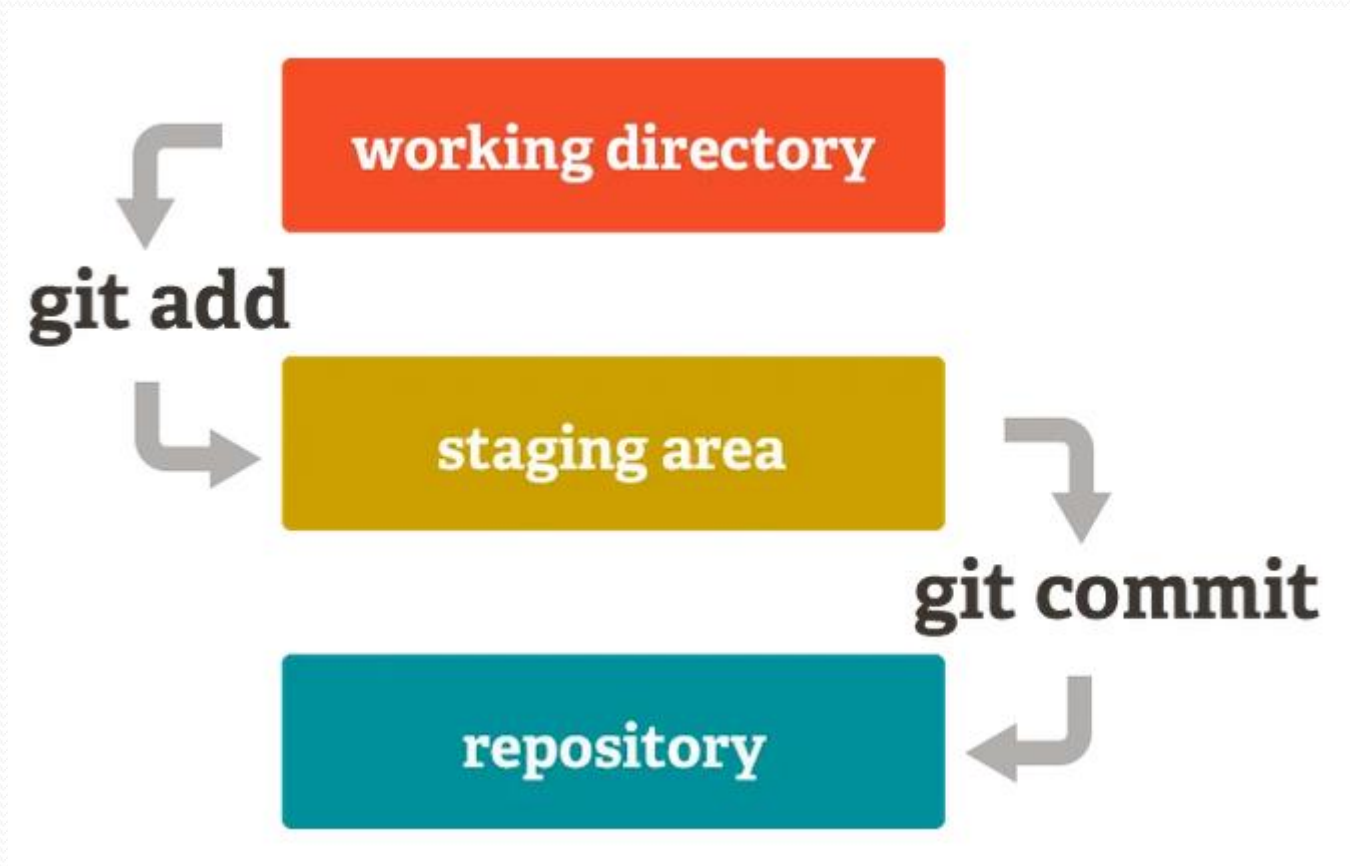 working directory
git add
staging area
git commit
repository